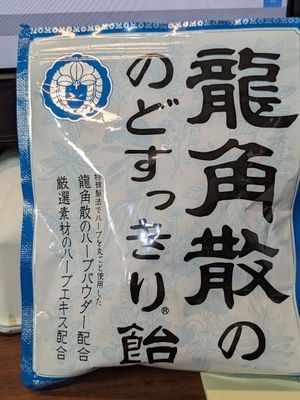 龍角散の
のどすっきり®飴
特殊製法でハーブをまるごと使用した
龍角散のハーブパウダー配合
厳選素材のハーブエキス配合